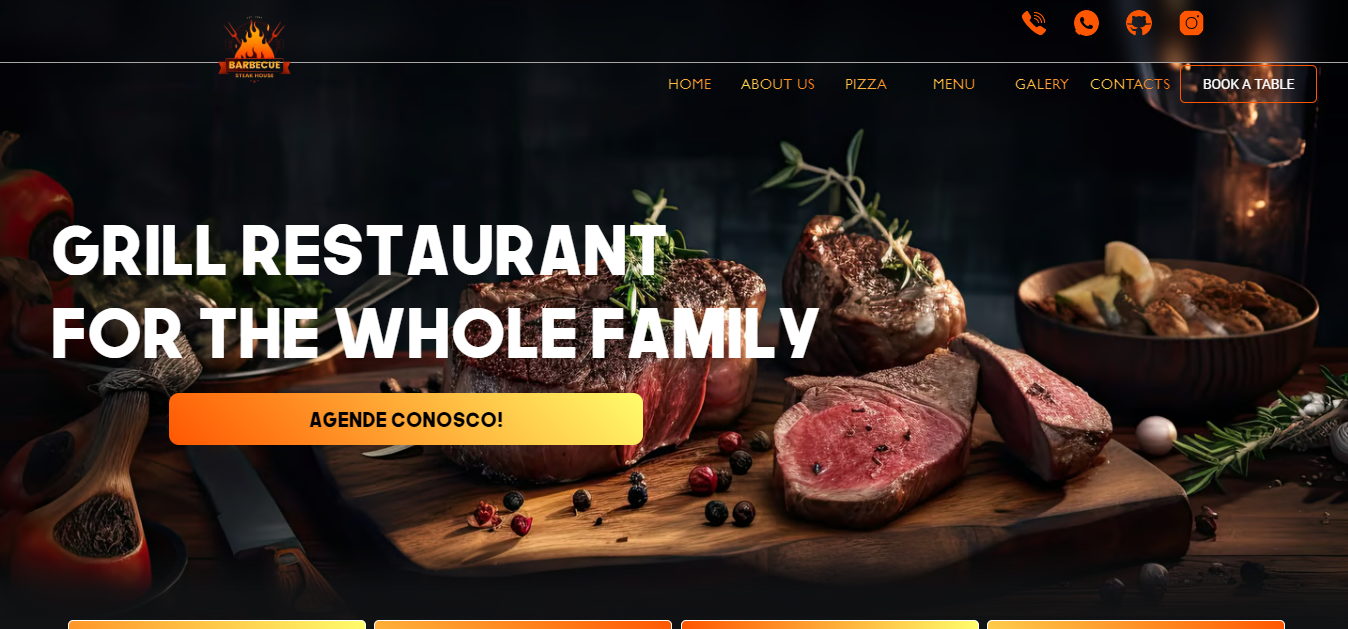 BARBECUE
STEAK HOUSE
HOME ABOUT US PIZZA MENU GALERY CONTACTS BOOK A TABLE
GRILL RESTAURANT
FOR THE WHOLE FAMILY
AGENDE CONOSCO!